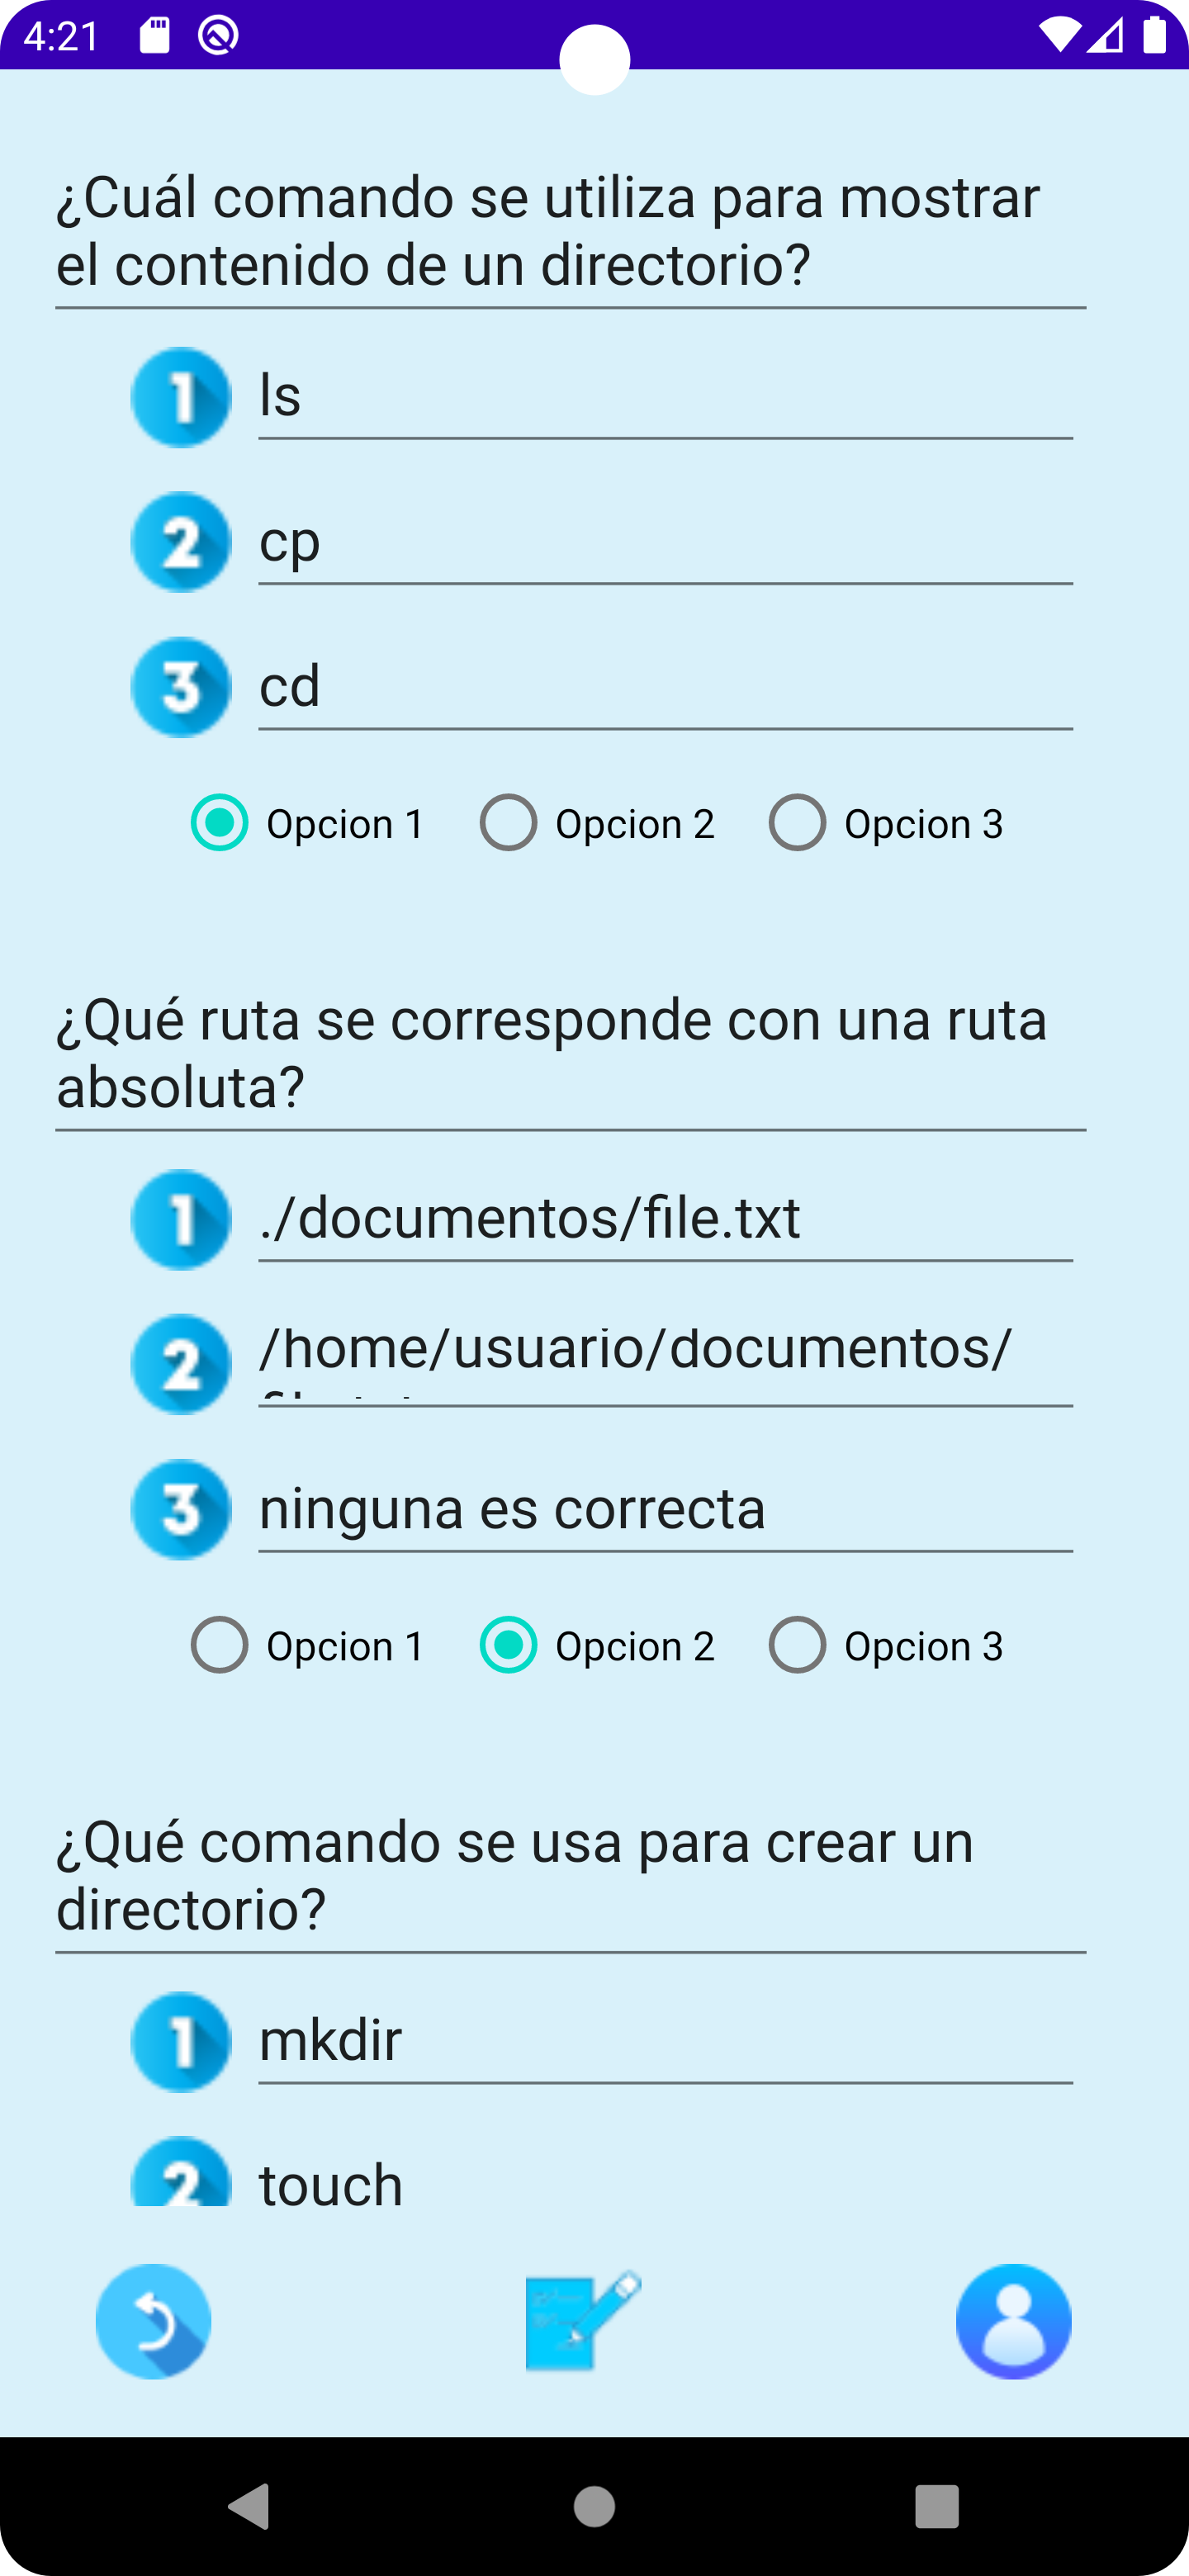 4:21
¿Cuál comando se utiliza para mostrar
el contenido de un directorio?
1 ls
2 cp
3 cd
Opcion 1 Opcion 2 Opcion 3
¿Qué ruta se corresponde con una ruta
absoluta?
1 ./documentos/file.txt
2 /home/usuario/documentos/
3 ninguna es correcta
Opcion 1 Opcion 2 Opcion 3
¿Qué comando se usa para crear un
directorio?
1 mkdir
2 touch